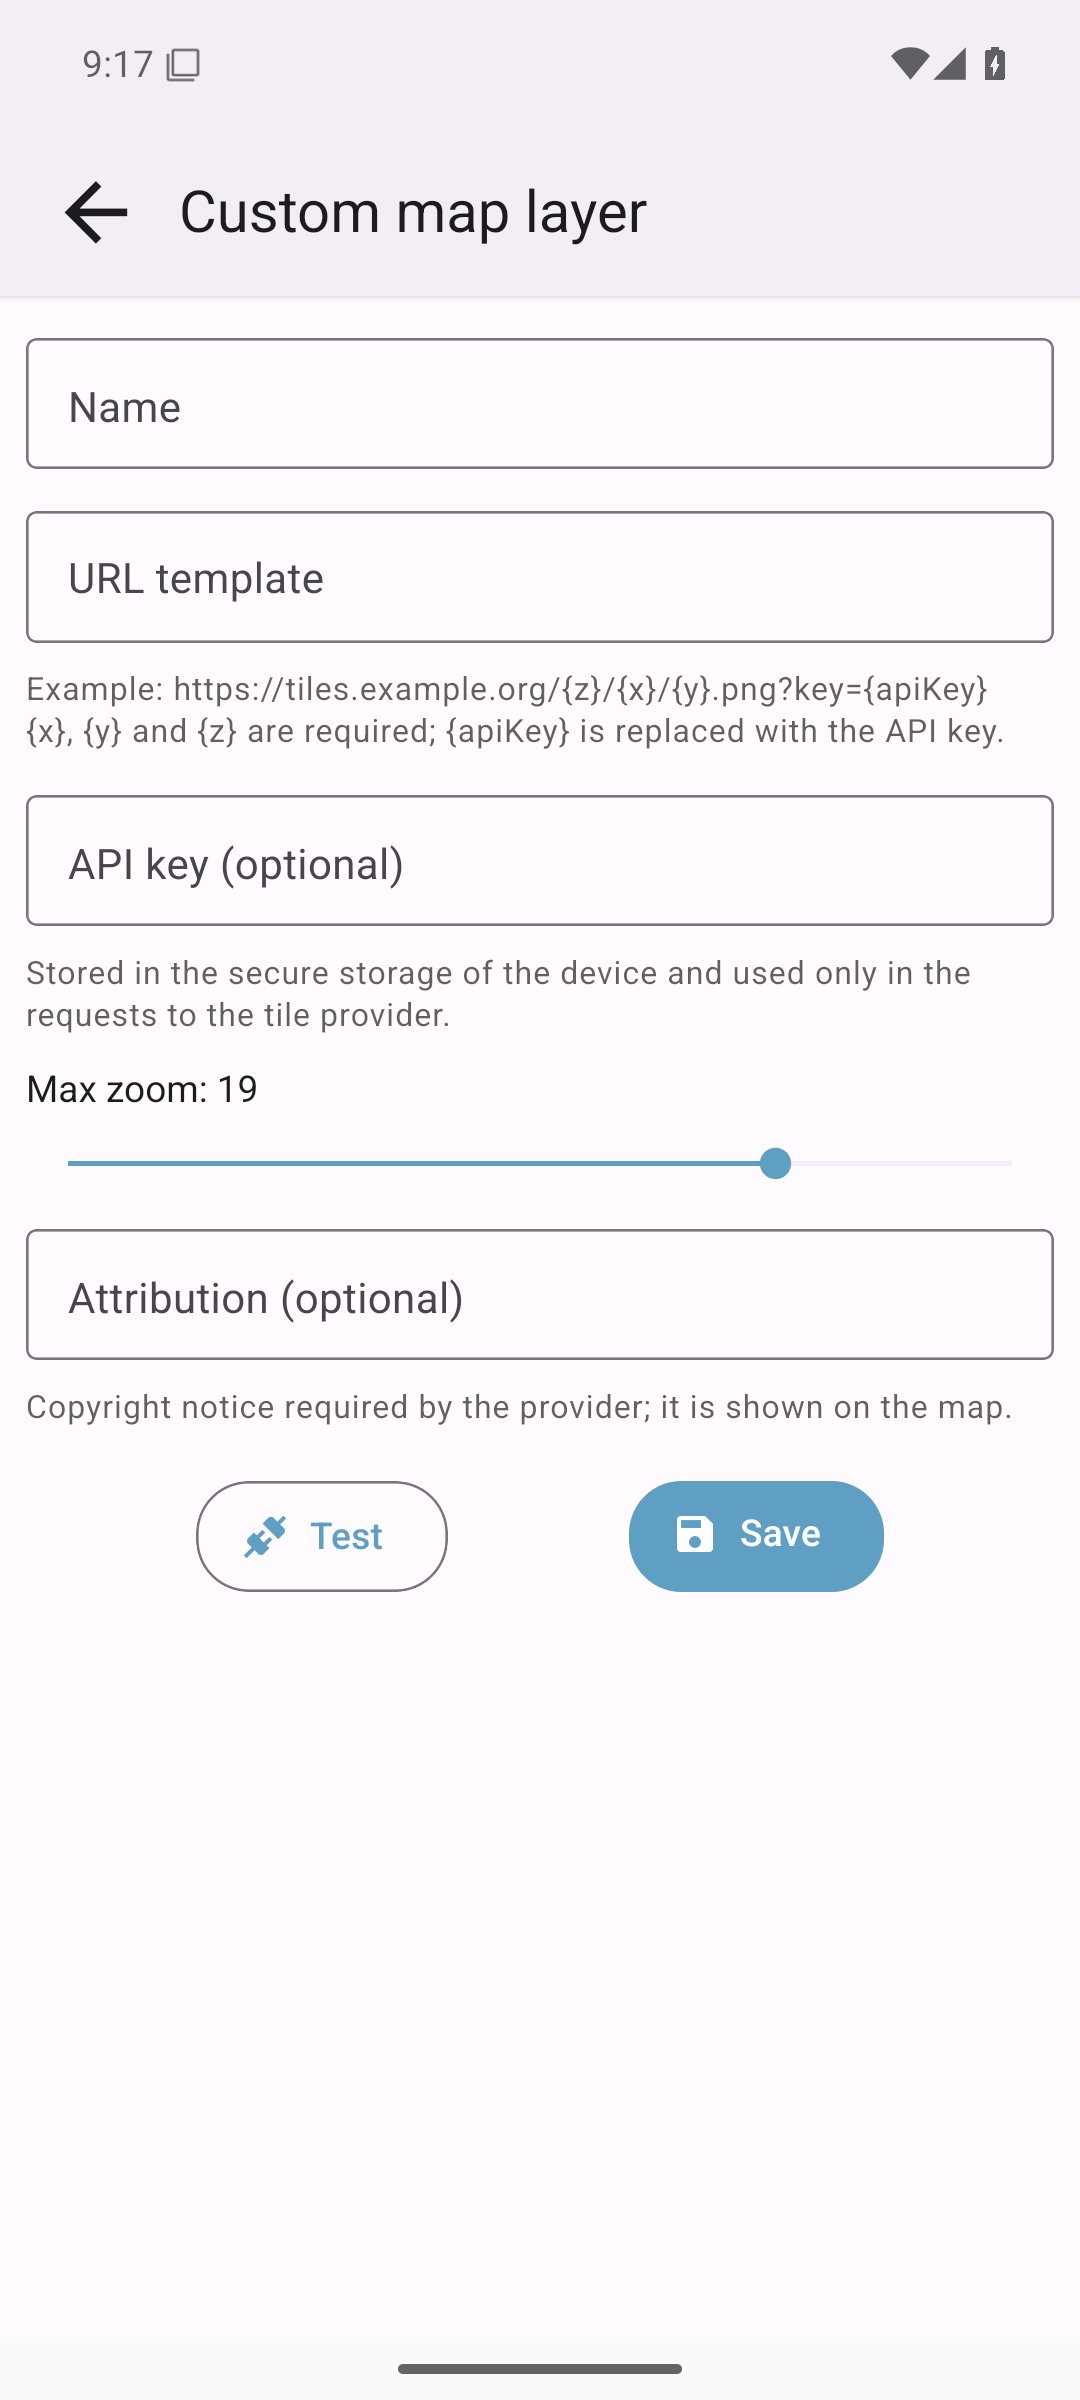 9:17
Custom map layer
Name
URL template
Example: https://tiles.example.org/{z}/{x}/{y}.png?key={apiKey}
{x}, {y} and {z} are required; {apiKey} is replaced with the API key.
API key (optional)
Stored in the secure storage of the device and used only in the
requests to the tile provider.
Max zoom: 19
Attribution (optional)
Copyright notice required by the provider; it is shown on the map.
Test
Save